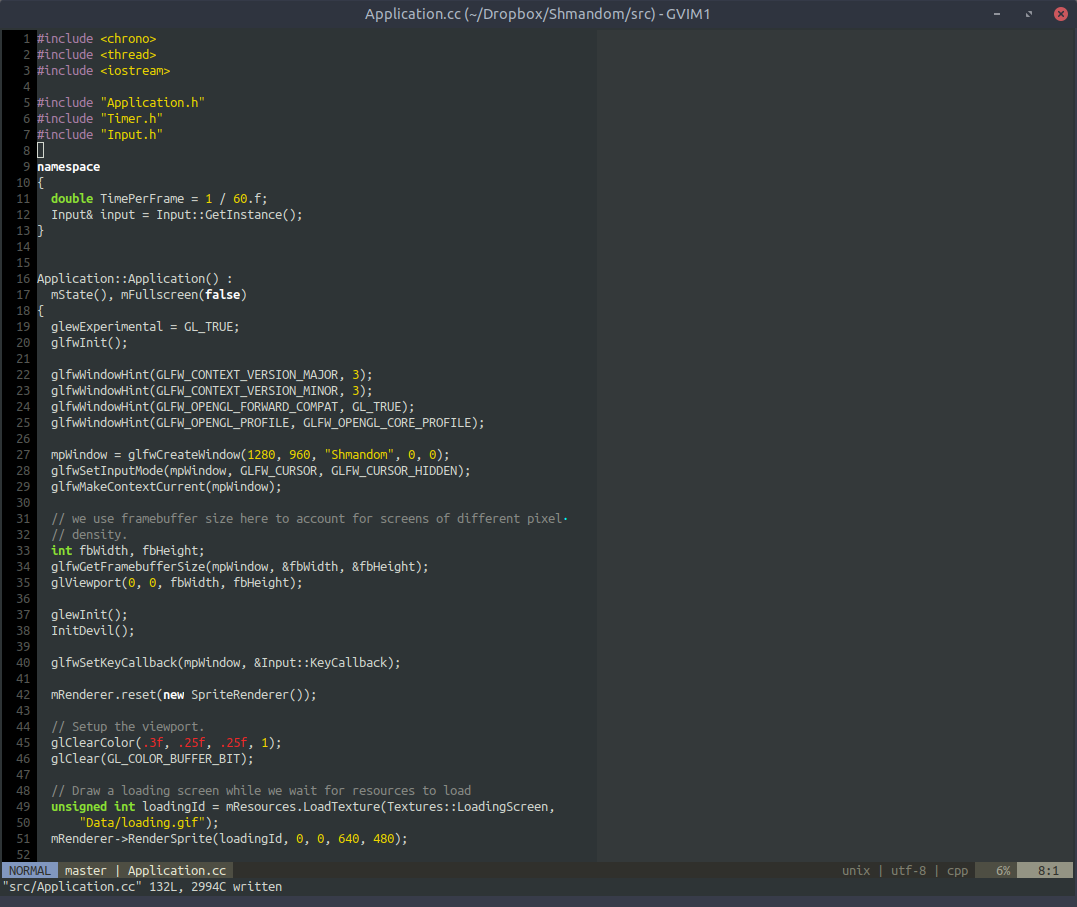 Application.cc (~/Dropbox/Shmandom/src) - GVIM1
1 #include <chrono>
2 #include <thread>
3 #include <iostream>
4
5 #include "Application.h"
6 #include "Timer.h"
7 #include "Input.h"
8
9 namespace
10 {
11   double TimePerFrame = 1 / 60.f;
12   Input& input = Input::GetInstance();
13 }
14
15
16 Application::Application() :
17   mState(), mFullscreen(false)
18 {
19   glewExperimental = GL_TRUE;
20   glfwInit();
21
22   glfwWindowHint(GLFW_CONTEXT_VERSION_MAJOR, 3);
23   glfwWindowHint(GLFW_CONTEXT_VERSION_MINOR, 3);
24   glfwWindowHint(GLFW_OPENGL_FORWARD_COMPAT, GL_TRUE);
25   glfwWindowHint(GLFW_OPENGL_PROFILE, GLFW_OPENGL_CORE_PROFILE);
26
27   mpWindow = glfwCreateWindow(1280, 960, "Shmandom", 0, 0);
28   glfwSetInputMode(mpWindow, GLFW_CURSOR, GLFW_CURSOR_HIDDEN);
29   glfwMakeContextCurrent(mpWindow);
30
31   // we use framebuffer size here to account for screens of different pixel·
32   // density.
33   int fbWidth, fbHeight;
34   glfwGetFramebufferSize(mpWindow, &fbWidth, &fbHeight);
35   glViewport(0, 0, fbWidth, fbHeight);
36
37   glewInit();
38   InitDevil();
39
40   glfwSetKeyCallback(mpWindow, &Input::KeyCallback);
41
42   mRenderer.reset(new SpriteRenderer());
43
44   // Setup the viewport.
45   glClearColor(.3f, .25f, .25f, 1);
46   glClear(GL_COLOR_BUFFER_BIT);
47
48   // Draw a loading screen while we wait for resources to load
49   unsigned int loadingId = mResources.LoadTexture(Textures::LoadingScreen,
50       "Data/loading.gif");
51   mRenderer->RenderSprite(loadingId, 0, 0, 640, 480);
52
NORMAL master | Application.cc unix | utf-8 | cpp 6% 8:1
"src/Application.cc" 132L, 2994C written